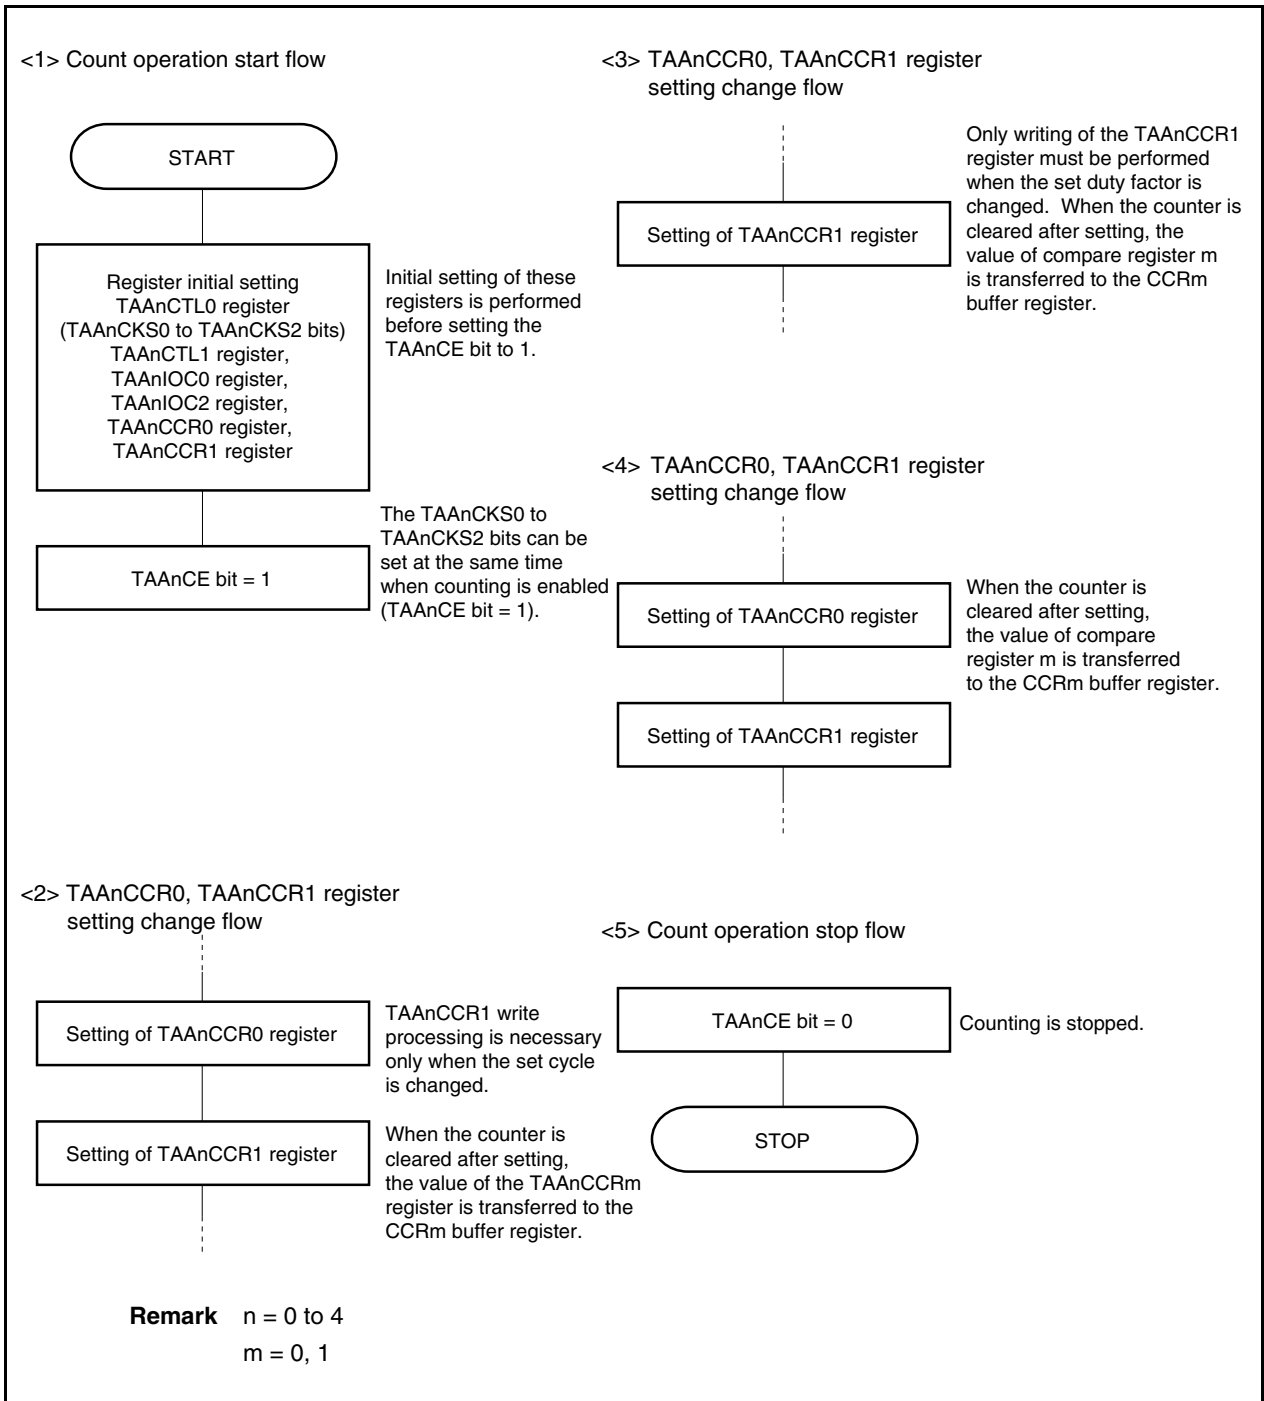 <1> Count operation start flow
START
Register initial setting
TAAnCTL0 register
(TAAnCKS0 to TAAnCKS2 bits)
TAAnCTL1 register,
TAAnIOC0 register,
TAAnIOC2 register,
TAAnCCR0 register,
TAAnCCR1 register
Initial setting of these
registers is performed
before setting the
TAAnCE bit to 1.
TAAnCE bit = 1
The TAAnCKS0 to
TAAnCKS2 bits can be
set at the same time
when counting is enabled
(TAAnCE bit = 1).
<2> TAAnCCR0, TAAnCCR1 register
setting change flow
Setting of TAAnCCR0 register
TAAnCCR1 write
processing is necessary
only when the set cycle
is changed.
Setting of TAAnCCR1 register
When the counter is
cleared after setting,
the value of the TAAnCCRm
register is transferred to the
CCRm buffer register.
<3> TAAnCCR0, TAAnCCR1 register
setting change flow
Setting of TAAnCCR1 register
Only writing of the TAAnCCR1
register must be performed
when the set duty factor is
changed.  When the counter is
cleared after setting, the
value of compare register m
is transferred to the CCRm
buffer register.
<4> TAAnCCR0, TAAnCCR1 register
setting change flow
Setting of TAAnCCR0 register
When the counter is
cleared after setting,
the value of compare
register m is transferred
to the CCRm buffer register.
Setting of TAAnCCR1 register
<5> Count operation stop flow
TAAnCE bit = 0
Counting is stopped.
STOP
Remark n = 0 to 4
m = 0, 1